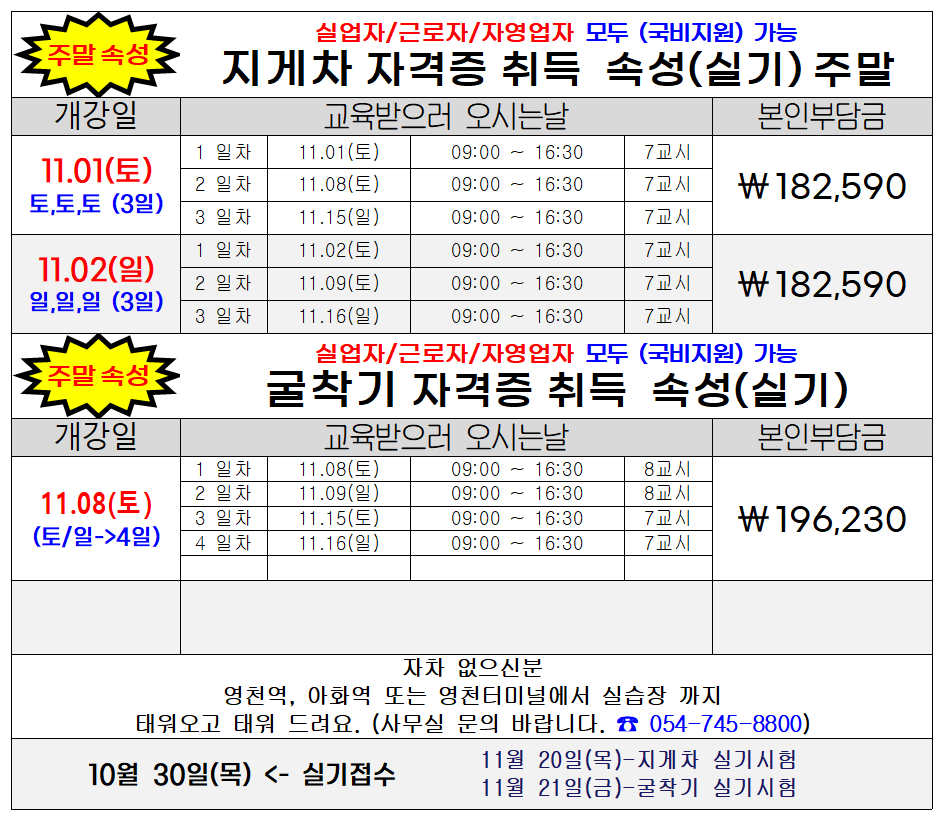 주말 속성
실업자/근로자/자영업자 모두 (국비지원) 가능
지게차 자격증 취득 속성(실기) 주말
개강일 교육받으러 오시는날 본인부담금
11.01(토)
토,토,토 (3일)
1 일차 11.01(토) 09:00 ~ 16:30 7교시
2 일차 11.08(토) 09:00 ~ 16:30 7교시
3 일차 11.15(일) 09:00 ~ 16:30 7교시
₩182,590
11.02(일)
일,일,일 (3일)
1 일차 11.02(토) 09:00 ~ 16:30 7교시
2 일차 11.09(토) 09:00 ~ 16:30 7교시
3 일차 11.16(일) 09:00 ~ 16:30 7교시
₩182,590
주말 속성
실업자/근로자/자영업자 모두 (국비지원) 가능
굴착기 자격증 취득 속성(실기)
개강일 교육받으러 오시는날 본인부담금
11.08(토)
(토/일->4일)
1 일차 11.08(토) 09:00 ~ 16:30 8교시
2 일차 11.09(일) 09:00 ~ 16:30 8교시
3 일차 11.15(토) 09:00 ~ 16:30 7교시
4 일차 11.16(일) 09:00 ~ 16:30 7교시
₩196,230
자차 없으신분
영천역, 아화역 또는 영천터미널에서 실습장 까지
태워오고 태워 드려요. (사무실 문의 바랍니다. ☎ 054-745-8800)
10월 30일(목) <- 실기접수
11월 20일(목)-지게차 실기시험
11월 21일(금)-굴착기 실기시험